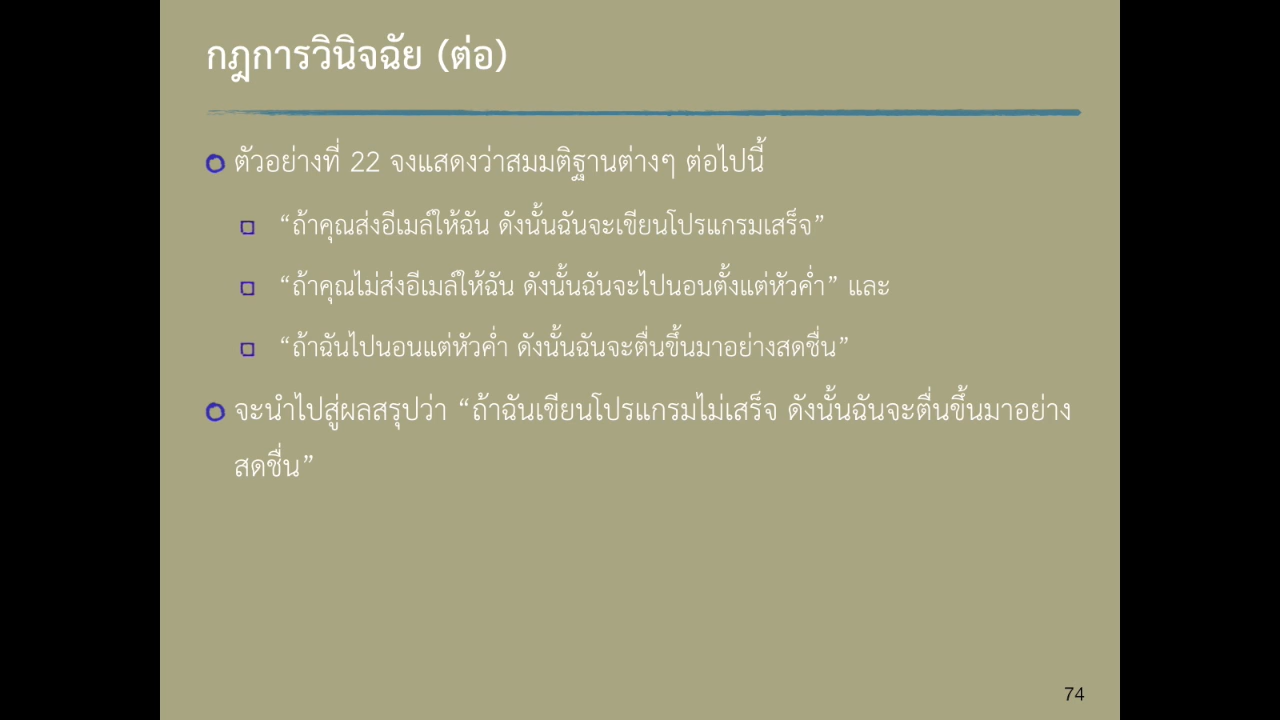 กฎการวินิจฉัย (ต่อ)
ตัวอย่างที่ 22 จงแสดงว่าสมมติฐานต่างๆ ต่อไปนี้
“ถ้าคุณส่งอีเมล์ให้ฉัน ดังนั้นฉันจะเขียนโปรแกรมเสร็จ”
“ถ้าคุณไม่ส่งอีเมล์ให้ฉัน ดังนั้นฉันจะไปนอนตั้งแต่หัวค่ำ” และ
“ถ้าฉันไปนอนแต่หัวค่ำ ดังนั้นฉันจะตื่นขึ้นมาอย่างสดชื่น”
จะนำไปสู่ผลสรุปว่า “ถ้าฉันเขียนโปรแกรมไม่เสร็จ ดังนั้นฉันจะตื่นขึ้นมาอย่าง
สดชื่น”
74